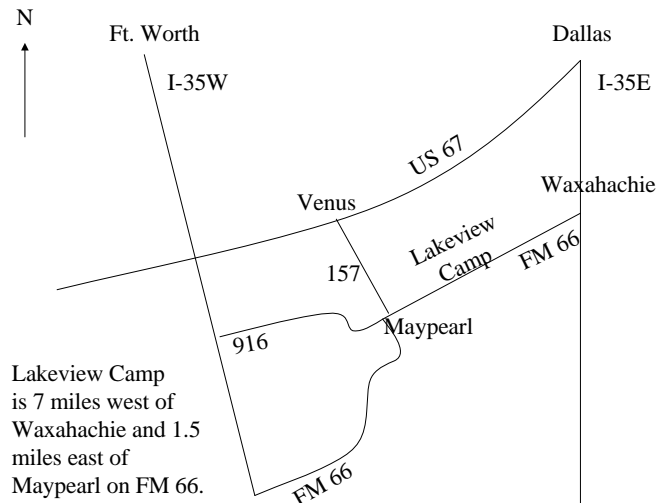 N
Ft. Worth
Dallas
I-35W
I-35E
US 67
Waxahachie
Venus
Lakeview
Camp
FM 66
157
Maypearl
916
Lakeview Camp
is 7 miles west of
Waxahachie and 1.5
miles east of
Maypearl on FM 66.
FM 66